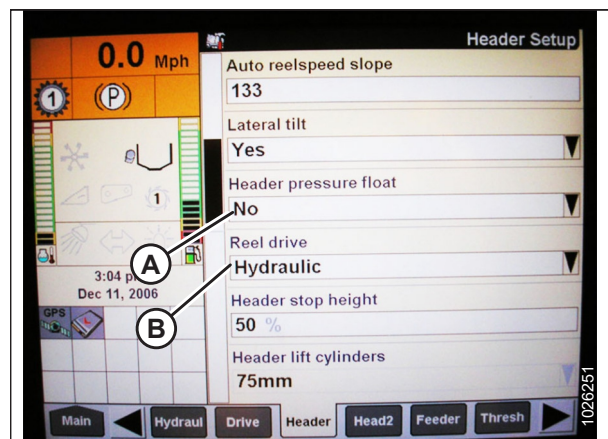 0.0 Mph
Header Setup
Auto reelspeed slope
133
1
(P)
Lateral tilt
Yes
1
Header pressure float
No
A
Reel drive
Hydraulic
B
3:04 p
Dec 11, 2006
GPS
Header stop height
50 %
Header lift cylinders
75mm
1026251
Main
Hydraul
Drive
Header
Head2
Feeder
Thresh